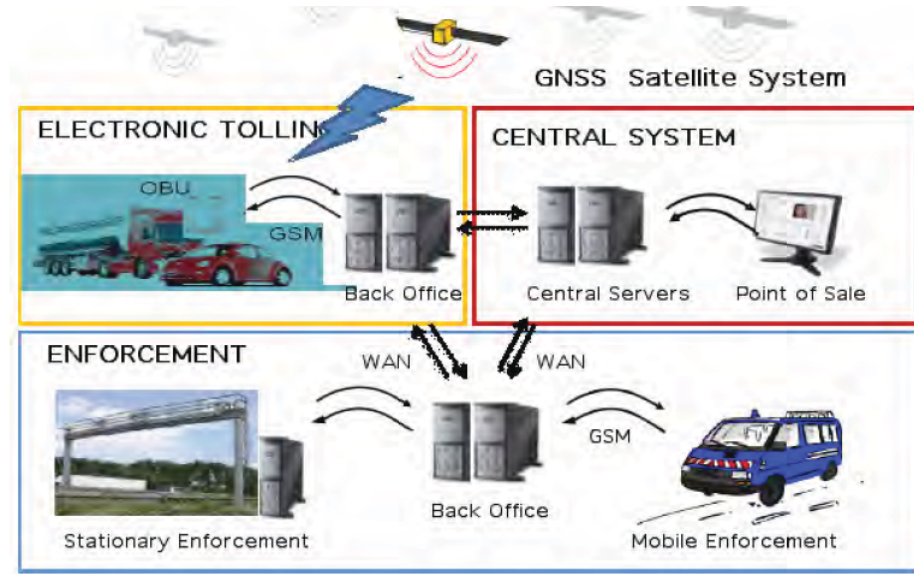 GNSS Satellite System
ELECTRONIC TOLLIN
CENTRAL SYSTEM
OBU
GSM
Back Office
Central Servers
Point of Sale
ENFORCEMENT
WAN
WAN
GSM
Back Office
Stationary Enforcement
Mobile Enforcement